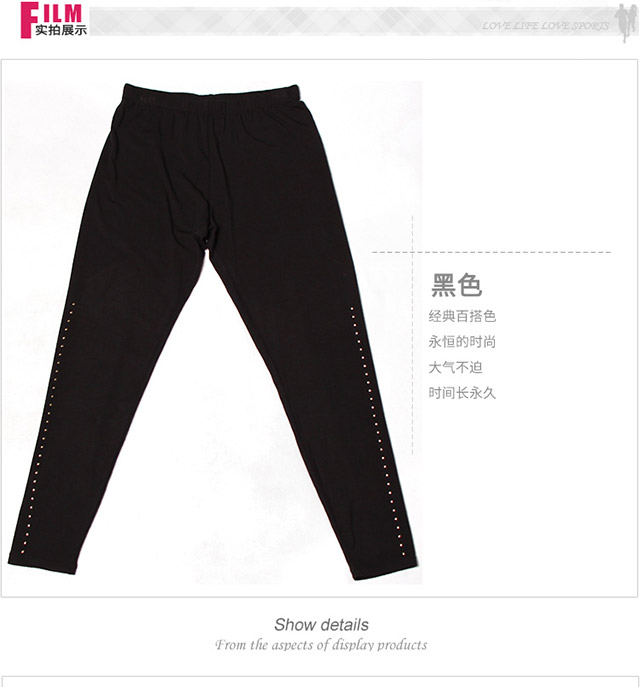 FILM
实拍展示
LOVE LIFE LOVE SPORTS
黑色
经典百搭色
永恒的时尚
大气不迫
时间长永久
Show details
From the aspects of display products